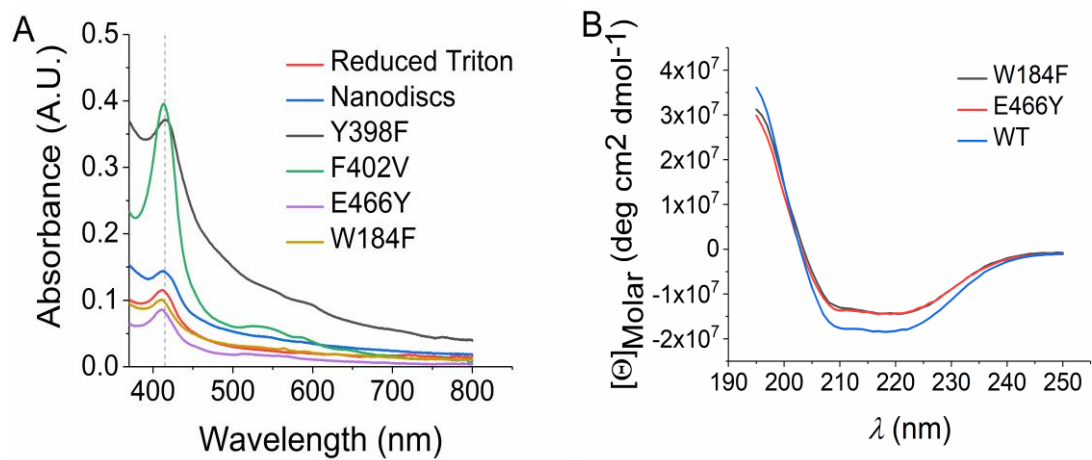 A
0.5
0.4
0.3
0.2
0.1
0.0
Absorbance (A.U.)
Reduced Triton
Nanodiscs
Y398F
F402V
E466Y
W184F
400 500 600 700 800
Wavelength (nm)
B
4x10⁷
3x10⁷
2x10⁷
1x10⁷
0
-1x10⁷
-2x10⁷
[Θ]Molar (deg cm2 dmol-1)
W184F
E466Y
WT
190 200 210 220 230 240 250
λ (nm)